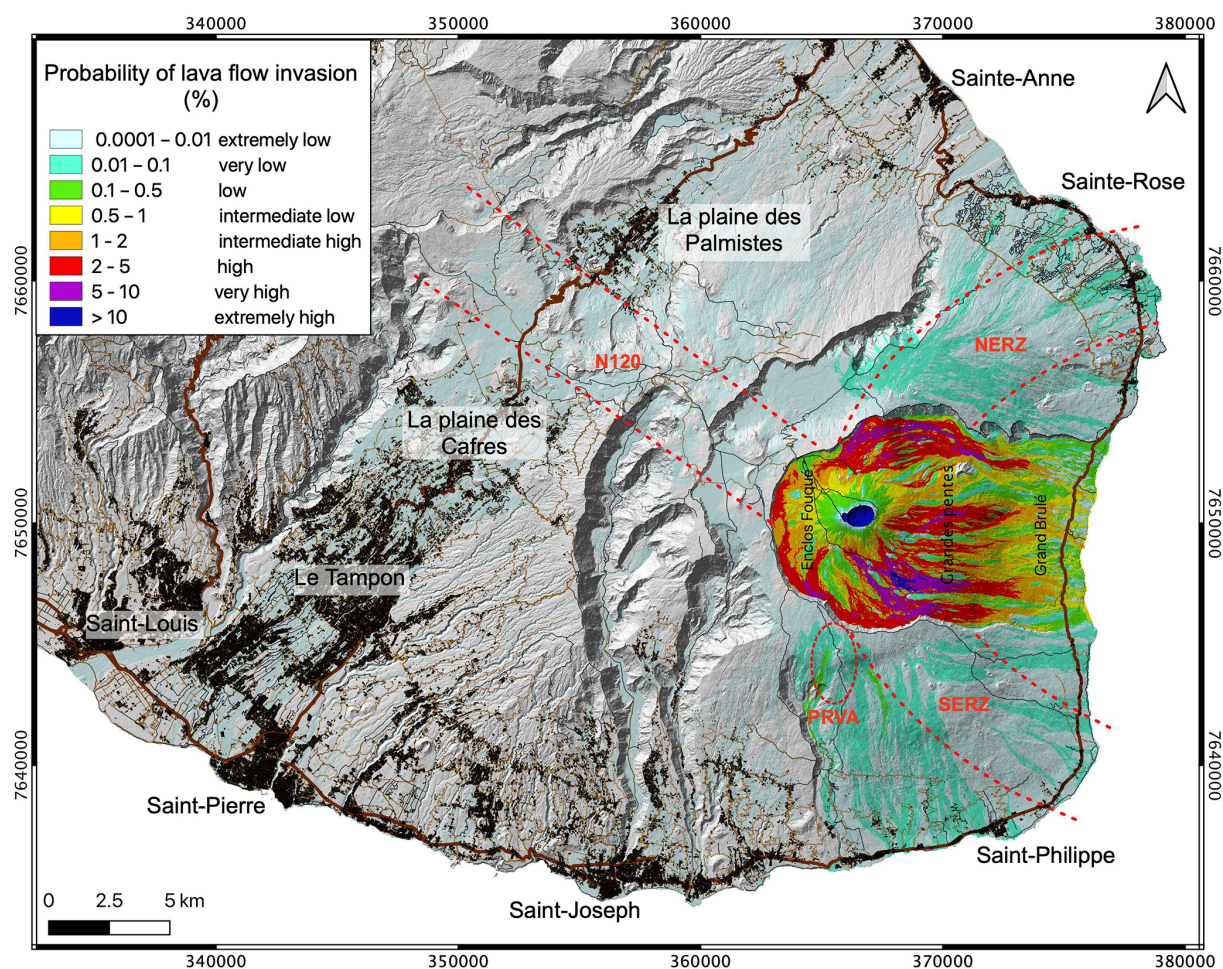 340000 350000 360000 370000 380000
Probability of lava flow invasion
(%)
0.0001 – 0.01 extremely low
0.01 – 0.1 very low
0.1 – 0.5 low
0.5 – 1 intermediate low
1 - 2 intermediate high
2 - 5 high
5 - 10 very high
> 10 extremely high
Sainte-Anne
Sainte-Rose
La plaine des
Palmistes
7660000
7660000
N120
NERZ
La plaine des
Cafres
Enclos Fouqué
Grandes pentes
Grand Brulé
7650000
7650000
Le Tampon
Saint-Louis
PRVA
SERZ
7640000
7640000
Saint-Pierre
Saint-Philippe
Saint-Joseph
0 2.5 5 km
340000 350000 360000 370000 380000